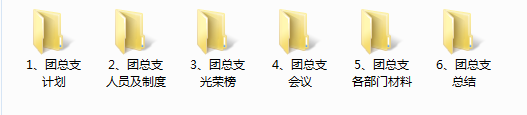 1、团总支
计划
2、团总支
人员及制度
3、团总支
光荣榜
4、团总支
会议
5、团总支
各部门材料
6、团总支
总结